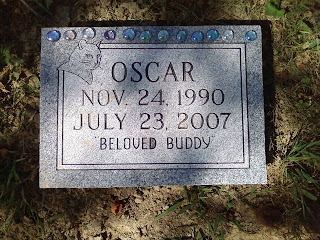 OSCAR
NOV. 24, 1990
JULY 23, 2007
"BELOVED BUDDY"